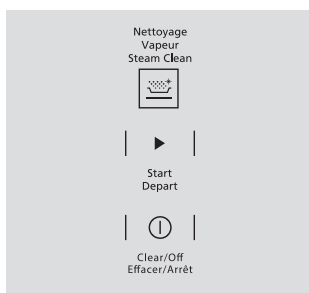 Nettoyage
Vapeur
Steam Clean
Start
Depart
Clear/Off
Effacer/Arrêt